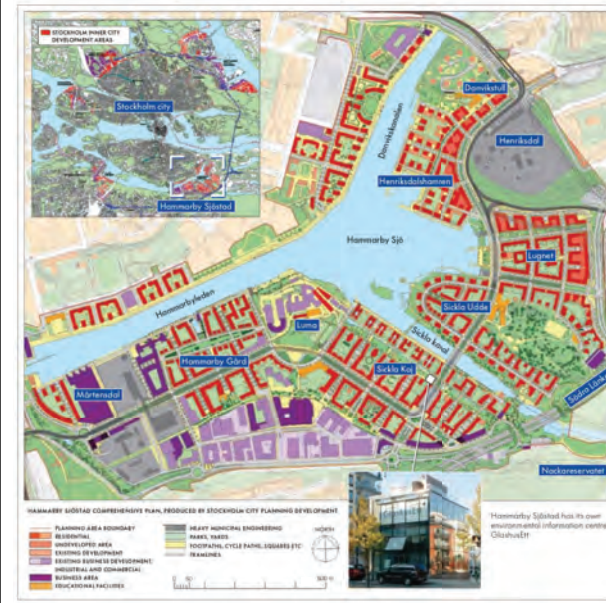 STOCKHOLM INNER CITY
DEVELOPMENT AREAS
Stockholm city
Hammarby Sjöstad
Danvikstull
Danvikskanalen
Henriksdal
Henriksdalshamnen
Hammarby Sjö
Lugnet
Hammarbyleden
Sickla Udde
Luma
Sickla kanal
Hammarby Gård
Sickla Kaj
Mårtensdal
Södra Länken
Nackareservatet
HAMMARBY SJÖSTAD COMPREHENSIVE PLAN, PRODUCED BY STOCKHOLM CITY PLANNING DEVELOPMENT
PLANNING AREA BOUNDARY
RESIDENTIAL
UNDEVELOPED AREA
EXISTING DEVELOPMENT
EXISTING BUSINESS DEVELOPMENT,
INDUSTRIAL AND COMMERCIAL
BUSINESS AREA
EDUCATIONAL FACILITIES
HEAVY MUNICIPAL ENGINEERING
PARKS, YARDS
FOOTPATHS, CYCLE PATHS, SQUARES ETC
TRAMLINES
NORTH
0 50 500 M
Hammarby Sjöstad has its own
environmental information centre
GlashusEtt